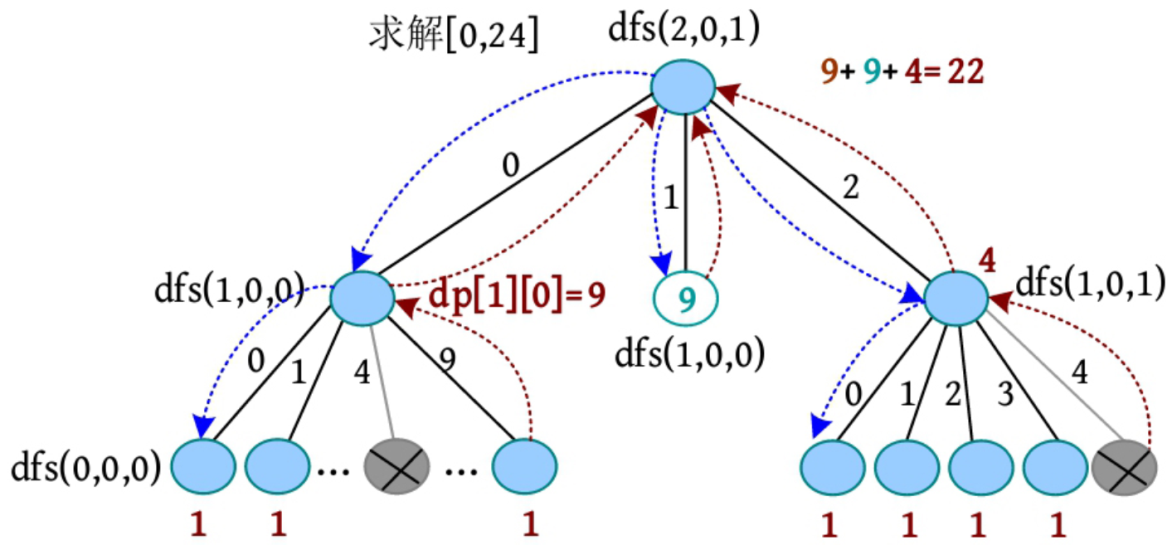 求解[0,24]
dfs(2,0,1)
9+ 9+ 4= 22
0
1
2
dfs(1,0,0)
dp[1][0]=9
9
dfs(1,0,0)
4
dfs(1,0,1)
0
1
4
9
0
1
2
3
4
dfs(0,0,0)
...
...
1
1
1
1
1
1
1